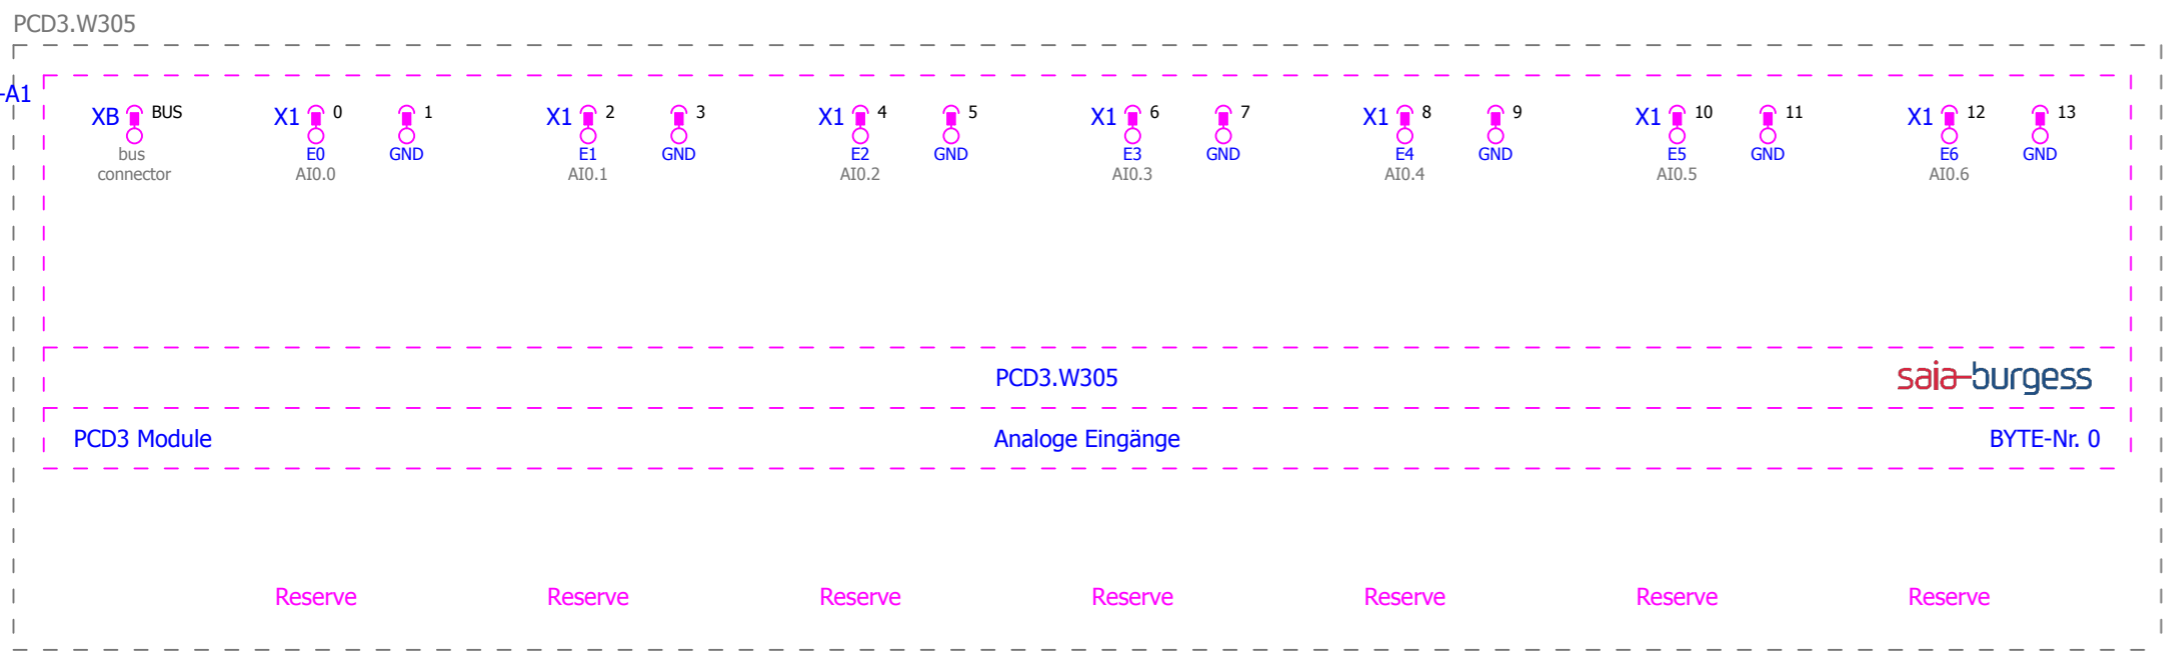 PCD3.W305
-A1
XB BUS X1 0 1 X1 2 3 X1 4 5 X1 6 7 X1 8 9 X1 10 11 X1 12 13
bus E0 GND E1 GND E2 GND E3 GND E4 GND E5 GND E6 GND
connector AI0.0 AI0.1 AI0.2 AI0.3 AI0.4 AI0.5 AI0.6
PCD3.W305 saia-burgess
PCD3 Module Analoge Eingänge BYTE-Nr. 0
Reserve Reserve Reserve Reserve Reserve Reserve Reserve